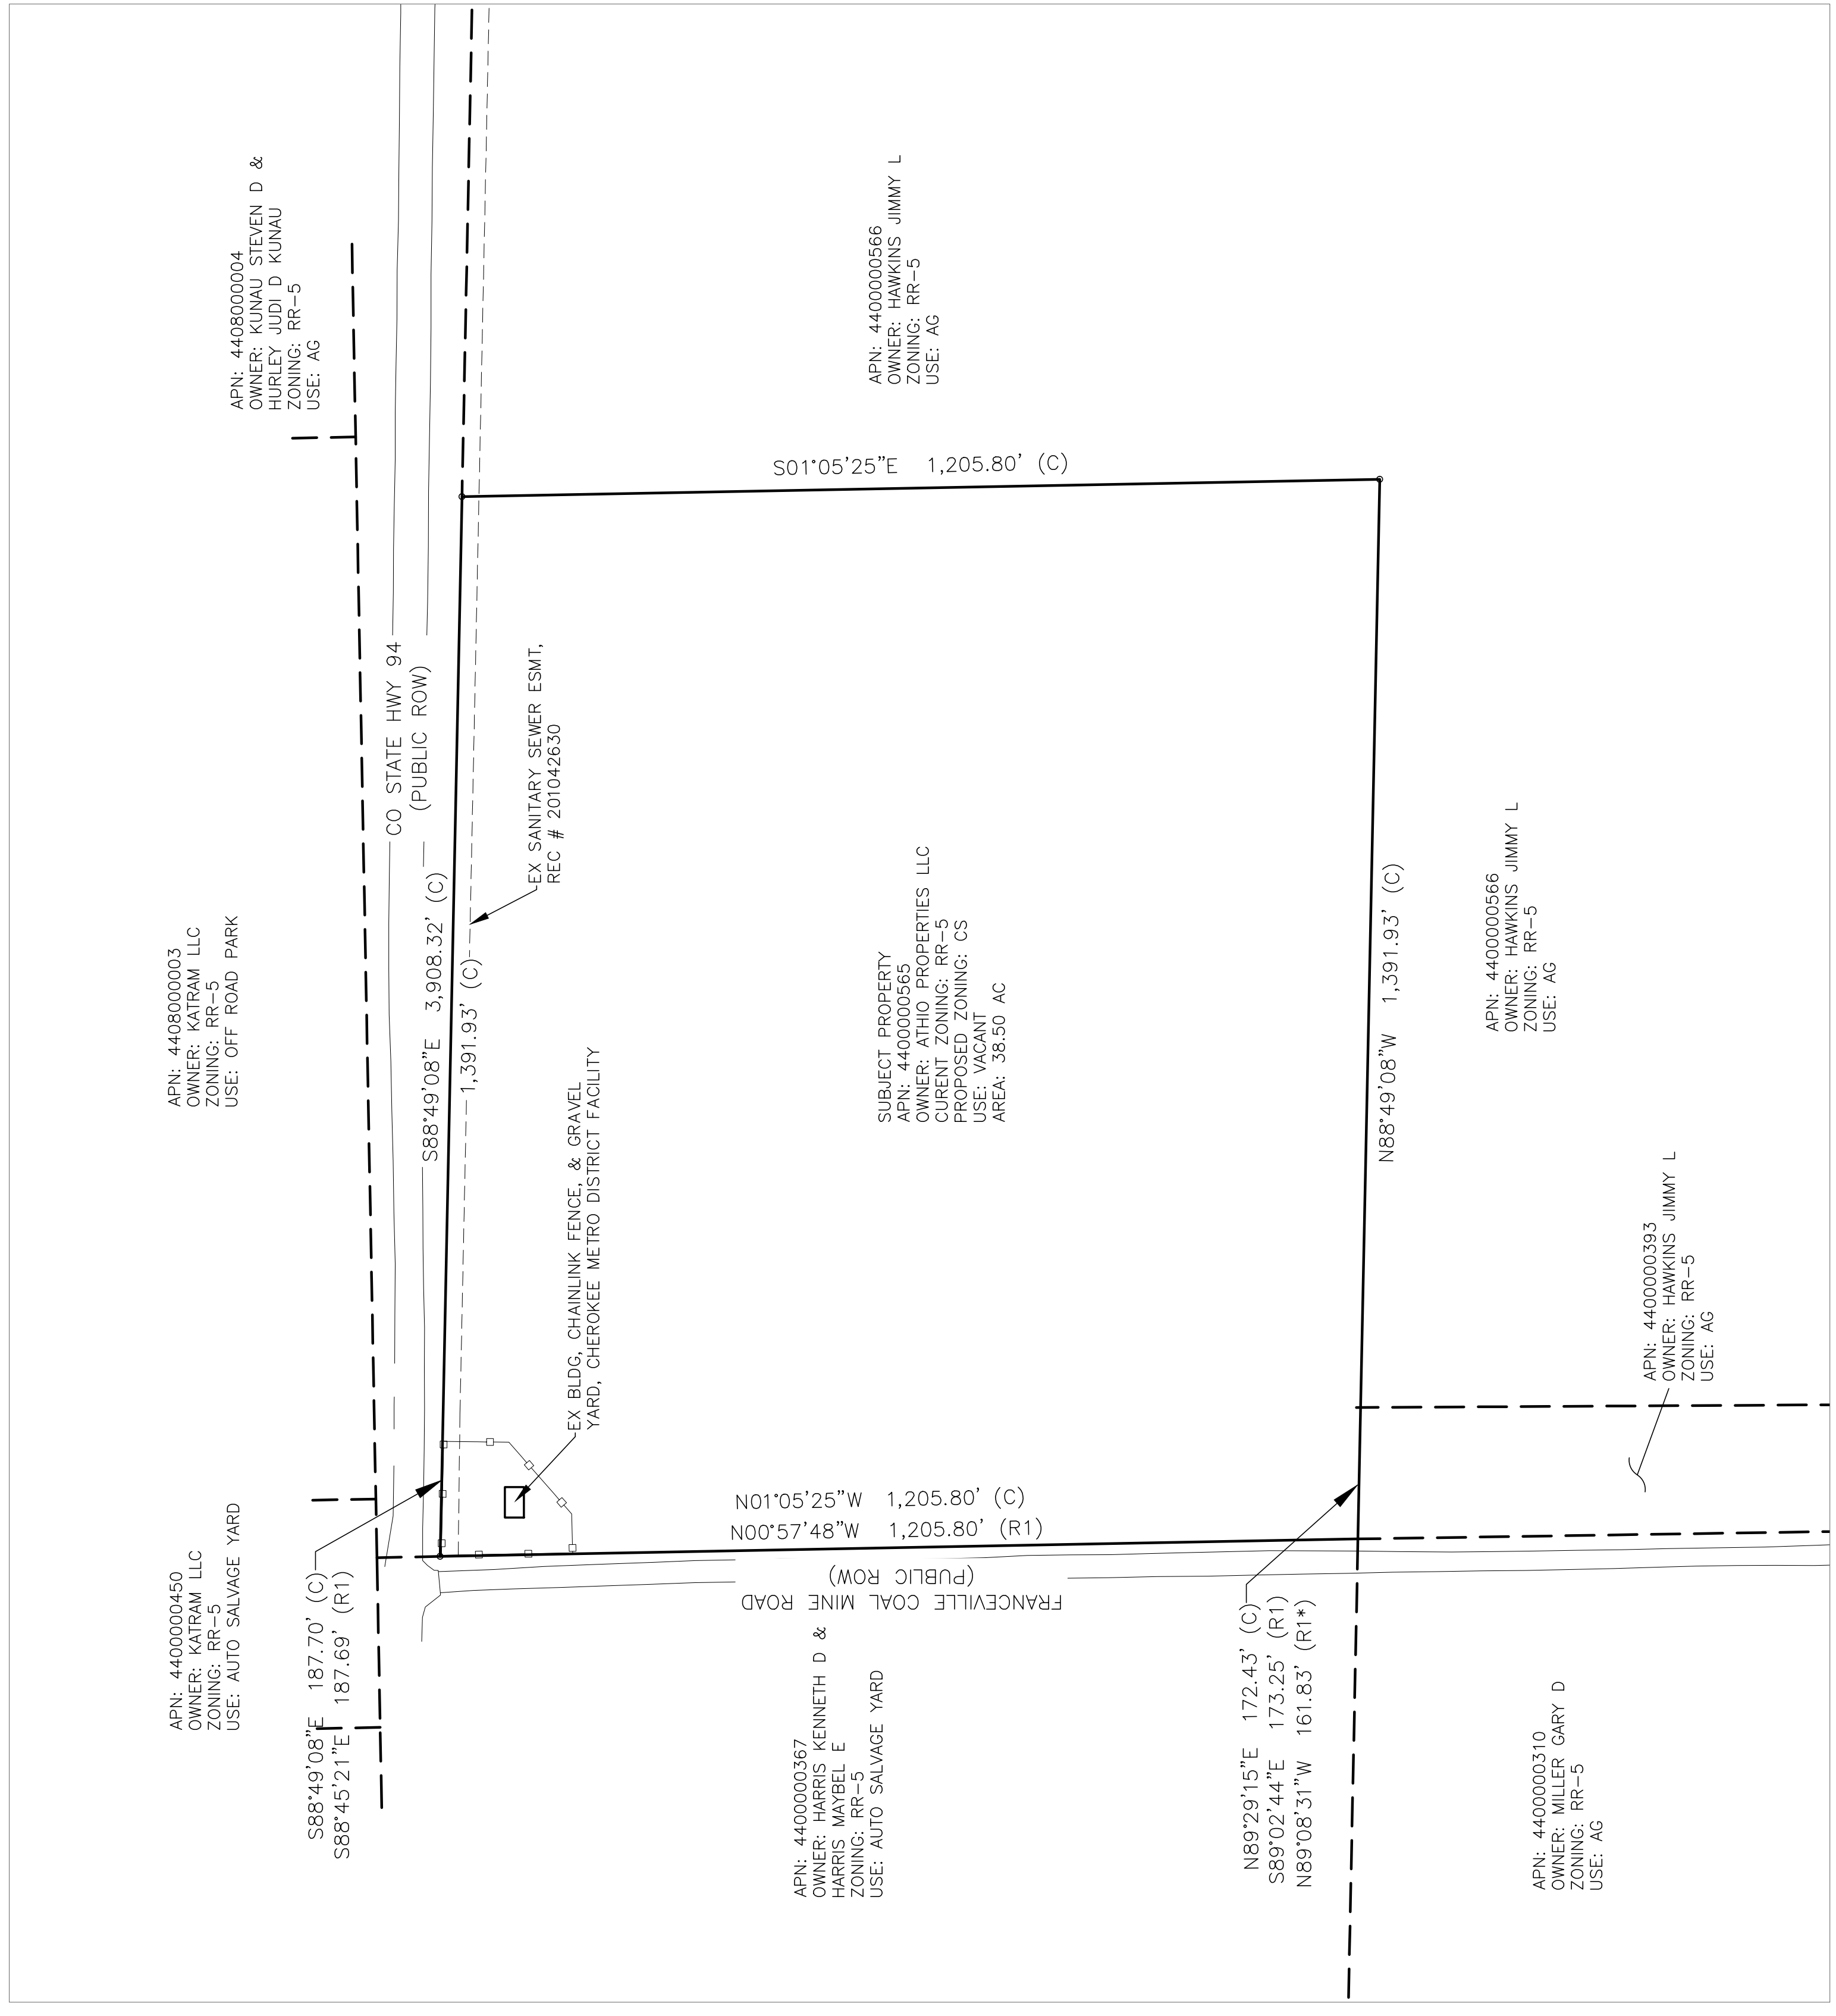 APN: 4408000004
OWNER: KUNAU STEVEN D &
HURLEY JUDI D KUNAU
ZONING: RR-5
USE: AG
APN: 4408000003
OWNER: KATRAM LLC
ZONING: RR-5
USE: OFF ROAD PARK
APN: 4400000450
OWNER: KATRAM LLC
ZONING: RR-5
USE: AUTO SALVAGE YARD
S88°49'08"E 187.70' (C)
S88°45'21"E 187.69' (R1)
CO STATE HWY 94
(PUBLIC ROW)
S88°49'08"E 3,908.32' (C)
1,391.93' (C)
EX SANITARY SEWER ESMT,
REC # 201042630
EX BLDG, CHAINLINK FENCE, & GRAVEL
YARD, CHEROKEE METRO DISTRICT FACILITY
S01°05'25"E 1,205.80' (C)
APN: 4400000566
OWNER: HAWKINS JIMMY L
ZONING: RR-5
USE: AG
SUBJECT PROPERTY
APN: 4400000565
OWNER: ATHIO PROPERTIES LLC
CURENT ZONING: RR-5
PROPOSED ZONING: CS
USE: VACANT
AREA: 38.50 AC
N01°05'25"W 1,205.80' (C)
N00°57'48"W 1,205.80' (R1)
FRANCEVILLE COAL MINE ROAD
(PUBLIC ROW)
APN: 4400000367
OWNER: HARRIS KENNETH D &
HARRIS MAYBEL E
ZONING: RR-5
USE: AUTO SALVAGE YARD
N88°49'08"W 1,391.93' (C)
N89°29'15"E 172.43' (C)
S89°02'44"E 173.25' (R1)
N89°08'31"W 161.83' (R1*)
APN: 4400000566
OWNER: HAWKINS JIMMY L
ZONING: RR-5
USE: AG
APN: 4400000393
OWNER: HAWKINS JIMMY L
ZONING: RR-5
USE: AG
APN: 4400000310
OWNER: MILLER GARY D
ZONING: RR-5
USE: AG